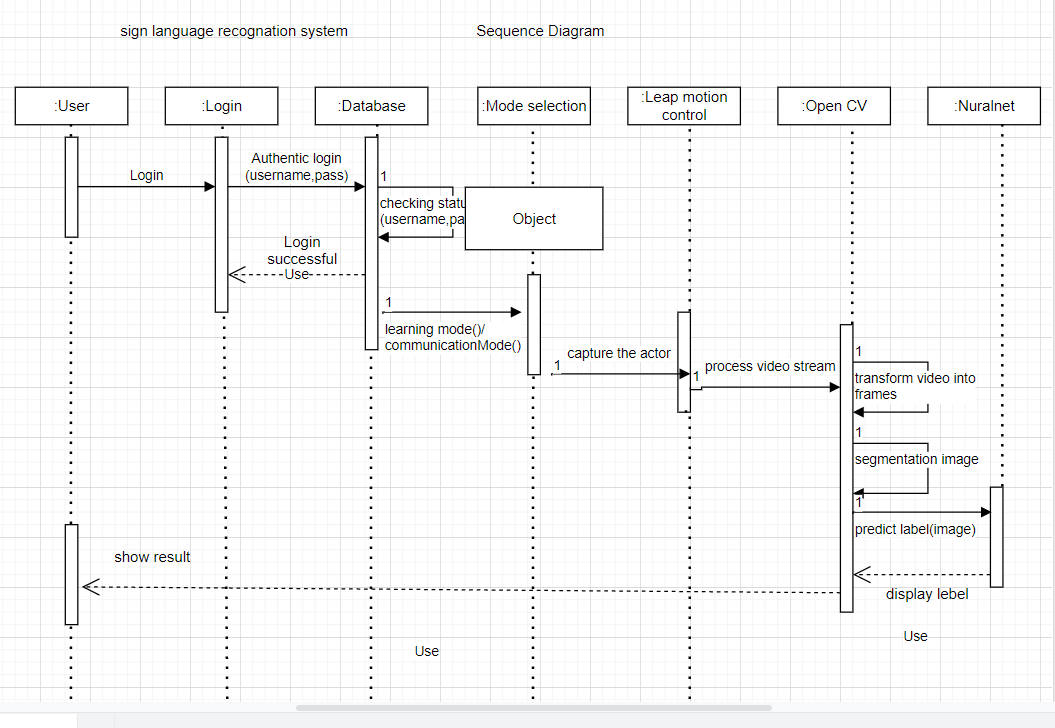 sign language recognation system
Sequence Diagram
:User
:Login
:Database
:Mode selection
:Leap motion
control
:Open CV
:Nuralnet
Login
Authentic login
(username,pass)
1
checking statu
(username,pa
Object
Login
successful
Use
1
learning mode()/
communicationMode()
1
capture the actor
1
process video stream
1
transform video into
frames
1
segmentation image
1
predict label(image)
show result
display lebel
Use
Use